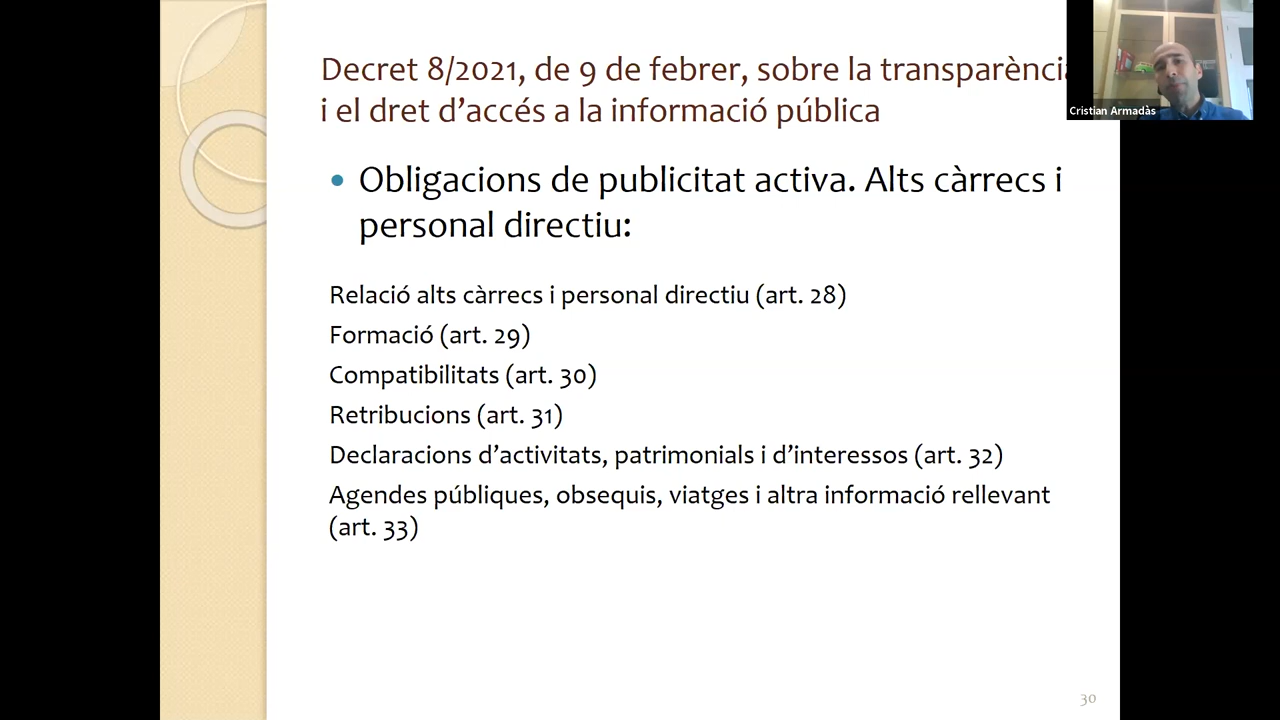 Decret 8/2021, de 9 de febrer, sobre la transparència
i el dret d’accés a la informació pública
Cristian Armadàs
• Obligacions de publicitat activa. Alts càrrecs i
personal directiu:
Relació alts càrrecs i personal directiu (art. 28)
Formació (art. 29)
Compatibilitats (art. 30)
Retribucions (art. 31)
Declaracions d’activitats, patrimonials i d’interessos (art. 32)
Agendes públiques, obsequis, viatges i altra informació rellevant
(art. 33)
30